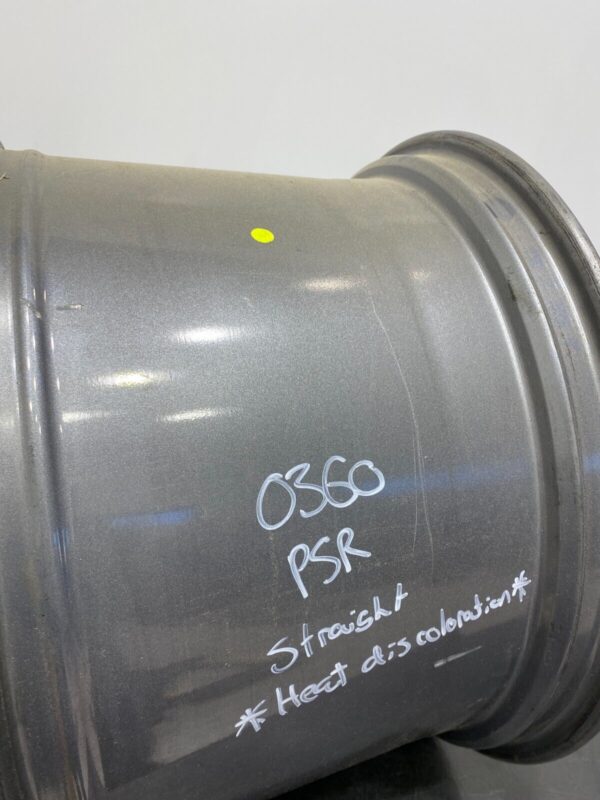 0360
PSR
Straight
*Heat discoloration*